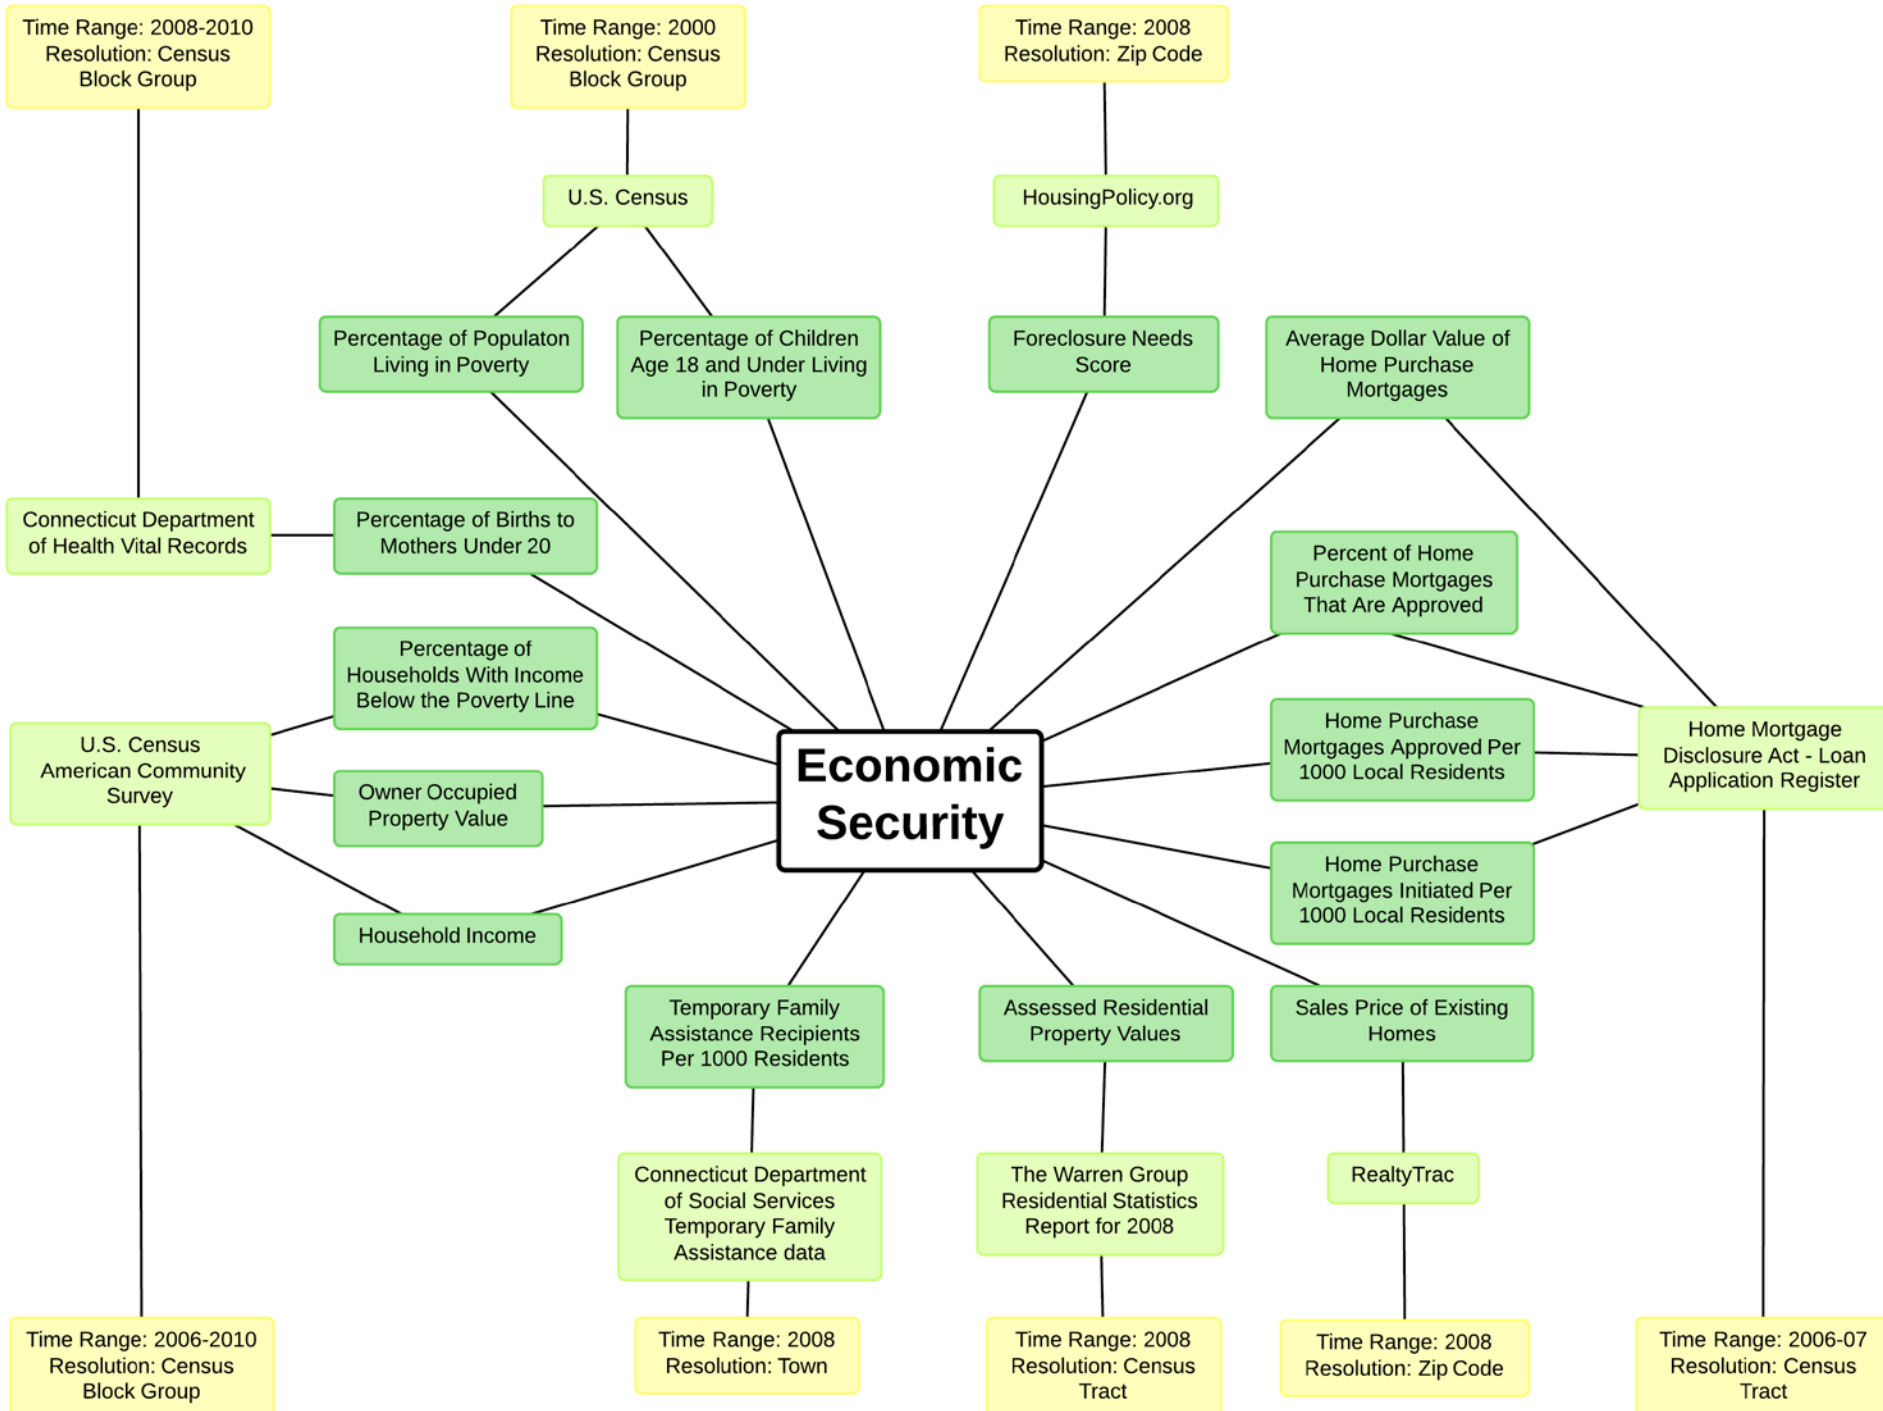 Time Range: 2008-2010
Resolution: Census
Block Group
Time Range: 2000
Resolution: Census
Block Group
Time Range: 2008
Resolution: Zip Code
U.S. Census
HousingPolicy.org
Percentage of Populaton
Living in Poverty
Percentage of Children
Age 18 and Under Living
in Poverty
Foreclosure Needs
Score
Average Dollar Value of
Home Purchase
Mortgages
Connecticut Department
of Health Vital Records
Percentage of Births to
Mothers Under 20
Percent of Home
Purchase Mortgages
That Are Approved
Percentage of
Households With Income
Below the Poverty Line
U.S. Census
American Community
Survey
Owner Occupied
Property Value
Household Income
Economic
Security
Home Purchase
Mortgages Approved Per
1000 Local Residents
Home Mortgage
Disclosure Act - Loan
Application Register
Home Purchase
Mortgages Initiated Per
1000 Local Residents
Temporary Family
Assistance Recipients
Per 1000 Residents
Assessed Residential
Property Values
Sales Price of Existing
Homes
Connecticut Department
of Social Services
Temporary Family
Assistance data
The Warren Group
Residential Statistics
Report for 2008
RealtyTrac
Time Range: 2006-2010
Resolution: Census
Block Group
Time Range: 2008
Resolution: Town
Time Range: 2008
Resolution: Census
Tract
Time Range: 2008
Resolution: Zip Code
Time Range: 2006-07
Resolution: Census
Tract